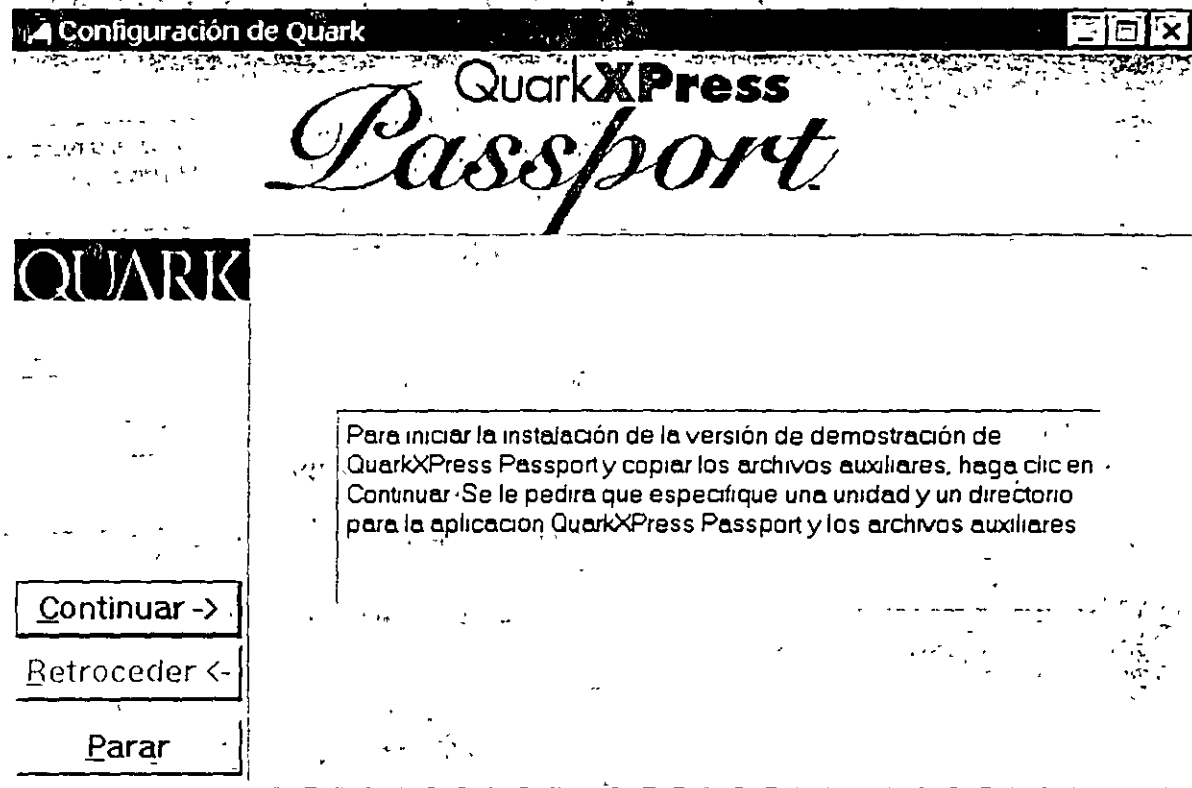 Configuración de Quark
QuarkXPress
Passport
QUARK
Para iniciar la instalación de la versión de demostración de
QuarkXPress Passport y copiar los archivos auxiliares, haga clic en
Continuar Se le pedira que especifique una unidad y un directorio
para la aplicacion QuarkXPress Passport y los archivos auxiliares
Continuar ->
Retroceder <-
Parar